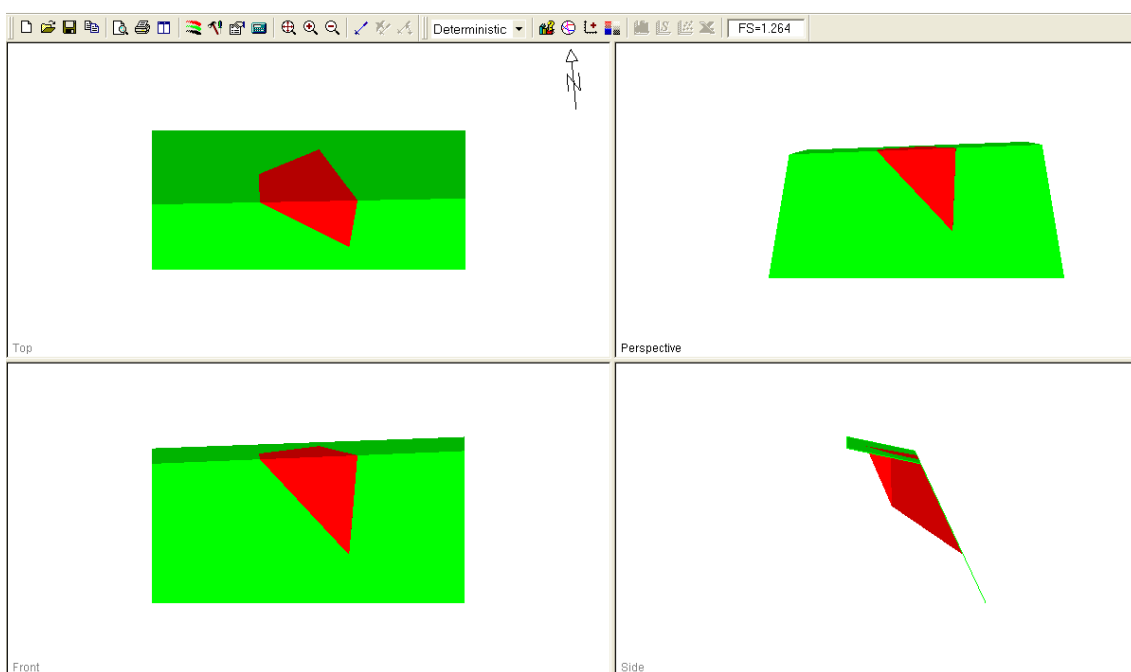 Deterministic FS=1.264
N
Top
Perspective
Front
Side